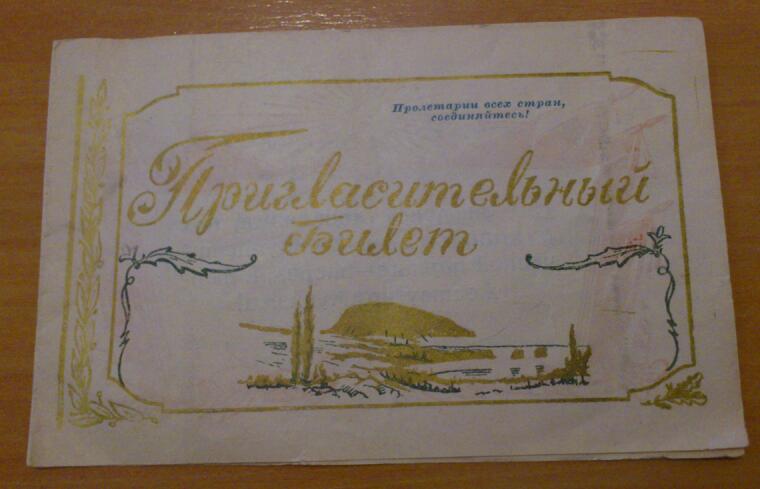 Пролетарии всех стран,
соединяйтесь!
Пригласительный
билет